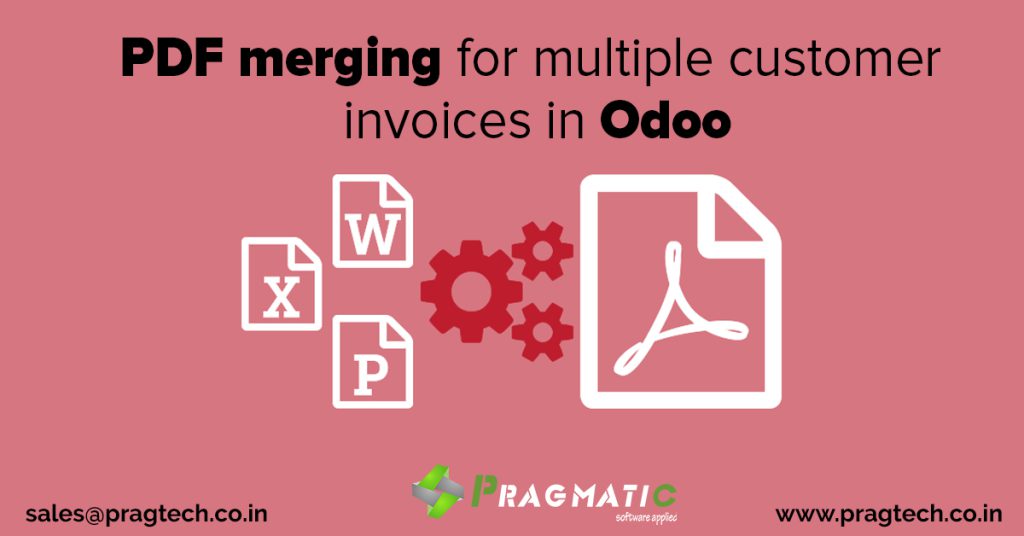 PDF merging for multiple customer
invoices in Odoo
W
X
P
PRAGMATIC
software applied
sales@pragtech.co.in
www.pragtech.co.in